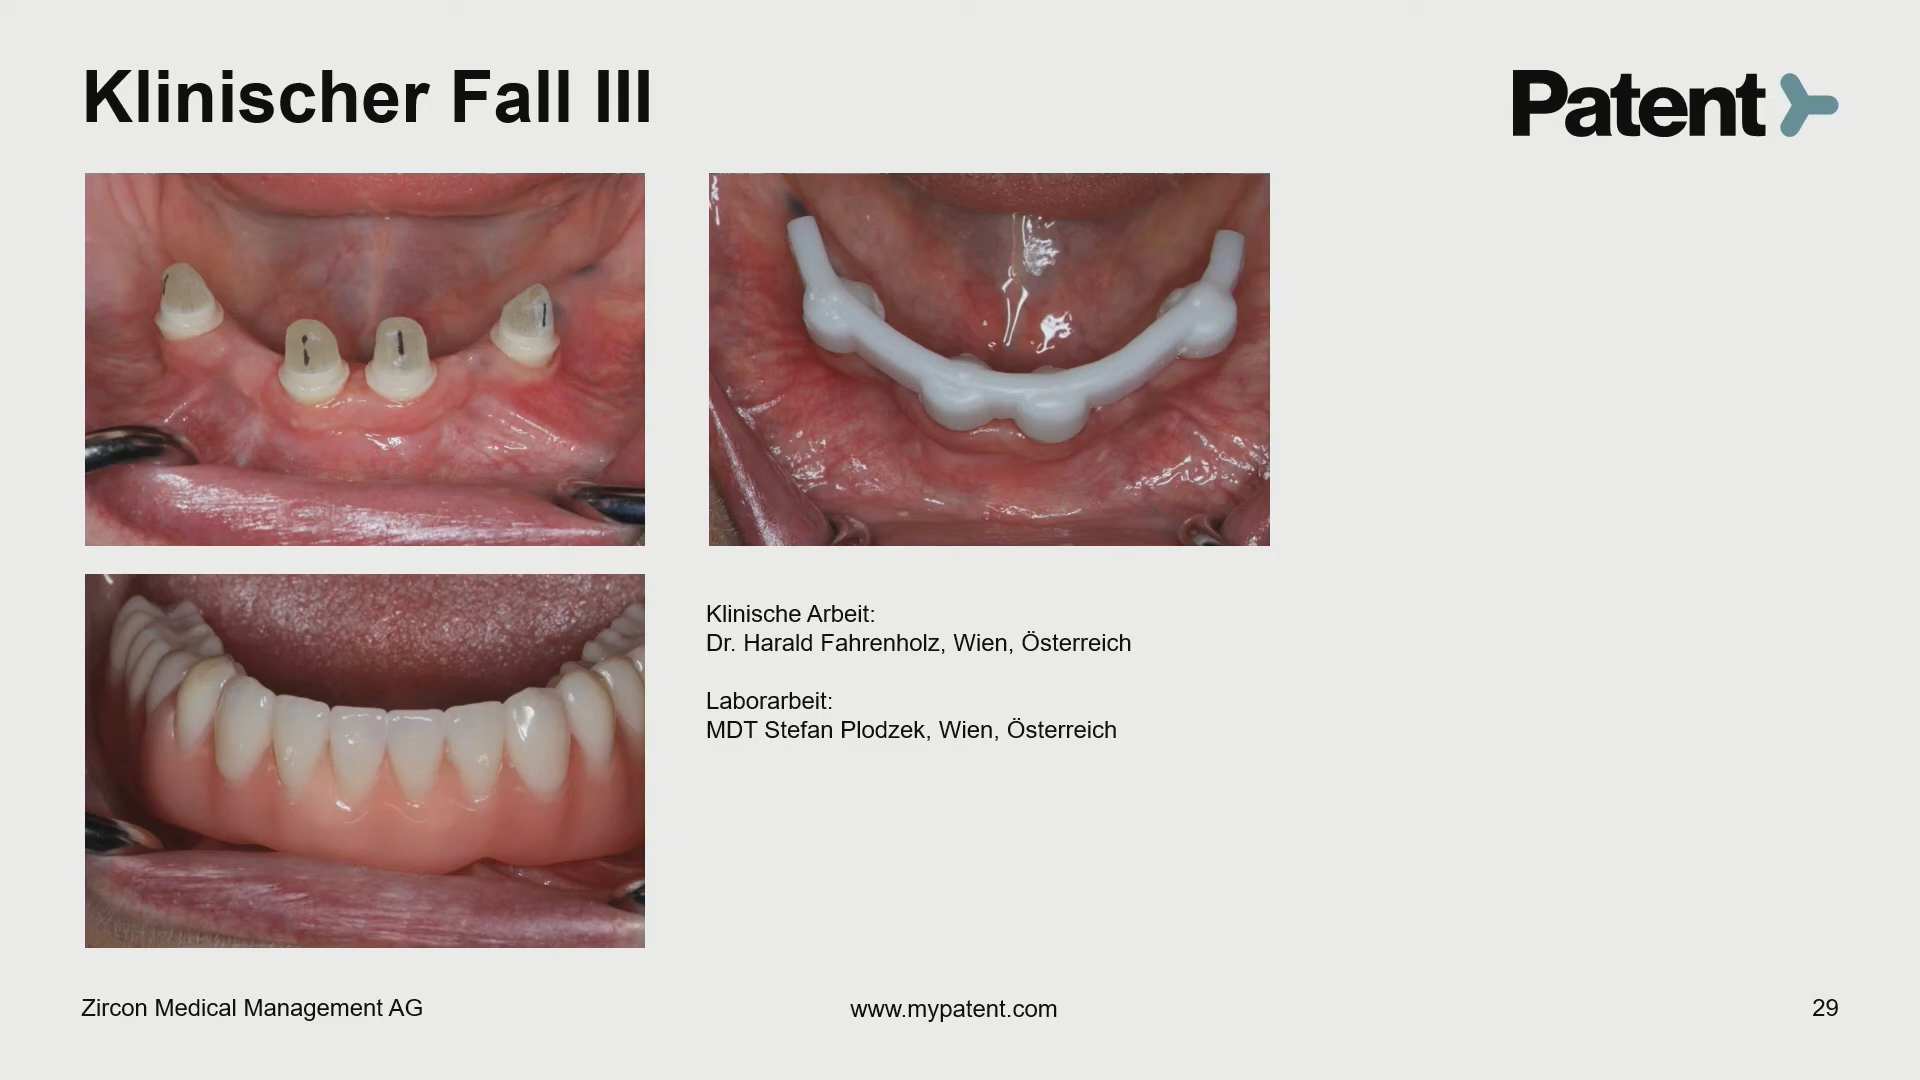 Klinischer Fall III
Patent
Klinische Arbeit:
Dr. Harald Fahrenholz, Wien, Österreich
Laborarbeit:
MDT Stefan Plodzek, Wien, Österreich
Zircon Medical Management AG
www.mypatent.com
29